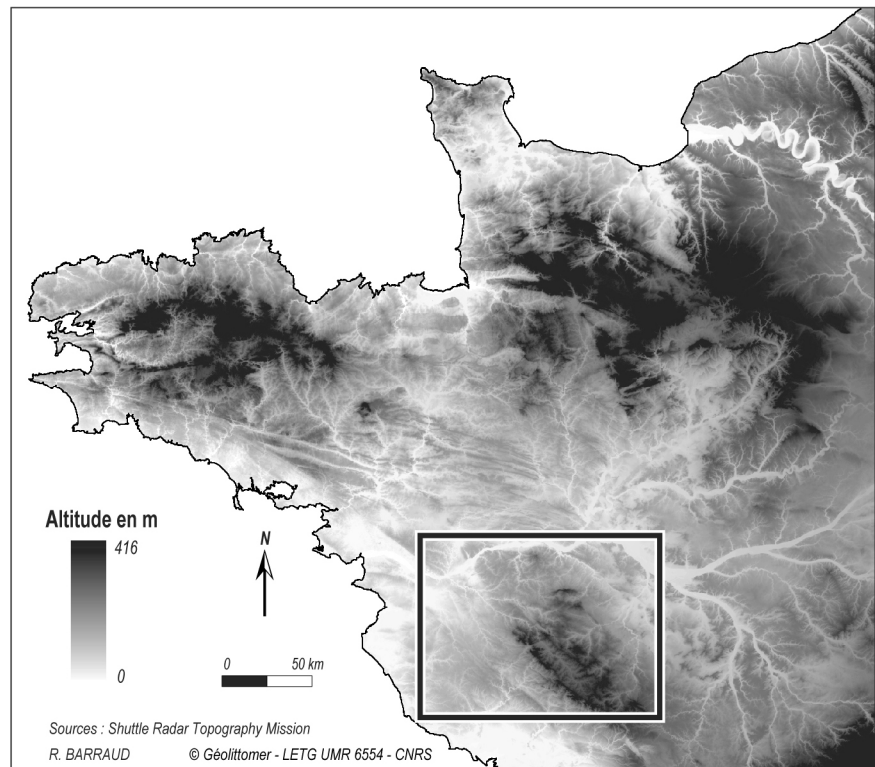 Altitude en m
416
0
N
0 50 km
Sources : Shuttle Radar Topography Mission
R. BARRAUD © Géolittomer - LETG UMR 6554 - CNRS